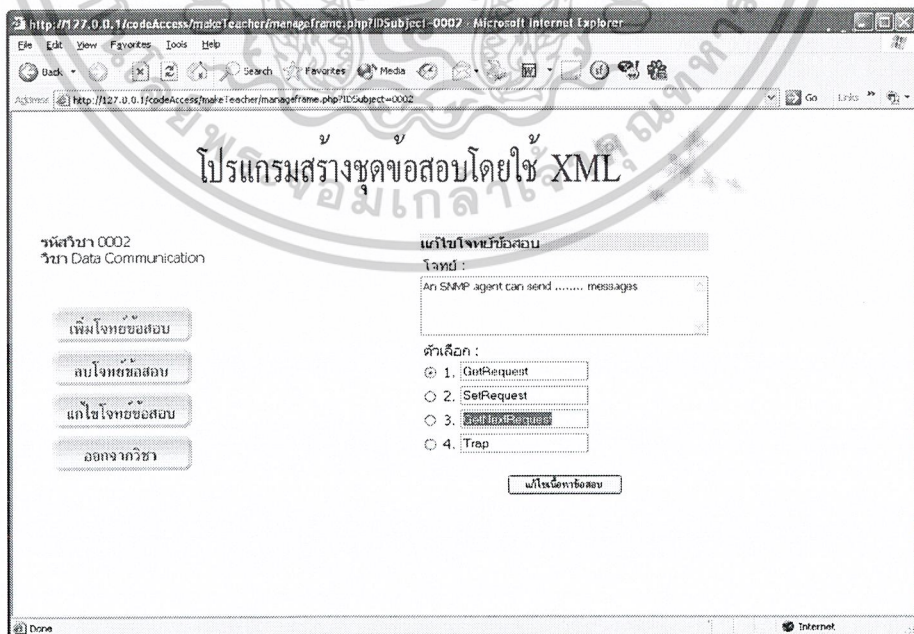 http://127.0.0.1/codeAccess/makeTeacher/manageframe.php?IDSubject=0002 - Microsoft Internet Explorer
File Edit View Favorites Tools Help
Back Search Favorites Media
Address http://127.0.0.1/codeAccess/makeTeacher/manageframe.php?IDSubject=0002 Go Links
โปรแกรมสร้างชุดข้อสอบโดยใช้ XML
รหัสวิชา 0002
วิชา Data Communication
เพิ่มโจทย์ข้อสอบ
ลบโจทย์ข้อสอบ
แก้ไขโจทย์ข้อสอบ
ออกจากวิชา
แก้ไขโจทย์ข้อสอบ
โจทย์ :
An SNMP agent can send ........ messages
ตัวเลือก :
1. GetRequest
2. SetRequest
3. GetNextRequest
4. Trap
แก้ไขเนื้อหาข้อสอบ
Done Internet